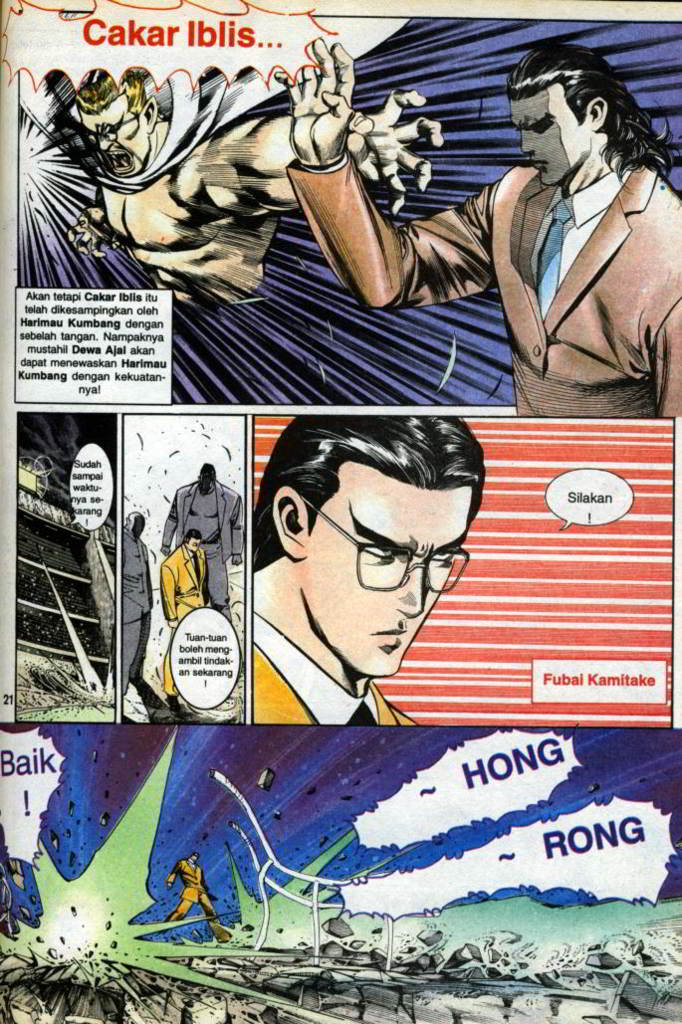 Cakar Iblis...
Akan tetapi Cakar Iblis itu
telah dikesampingkan oleh
Harimau Kumbang dengan
sebelah tangan. Nampaknya
mustahil Dewa Ajal akan
dapat menewaskan Harimau
Kumbang dengan kekuatan-
nya!
Sudah
sampai
waktu-
nya se-
karang
!
Tuan-tuan
boleh meng-
ambil tindak-
an sekarang
!
Silakan
!
Fubai Kamitake
21
Baik
!
~ HONG
~ RONG